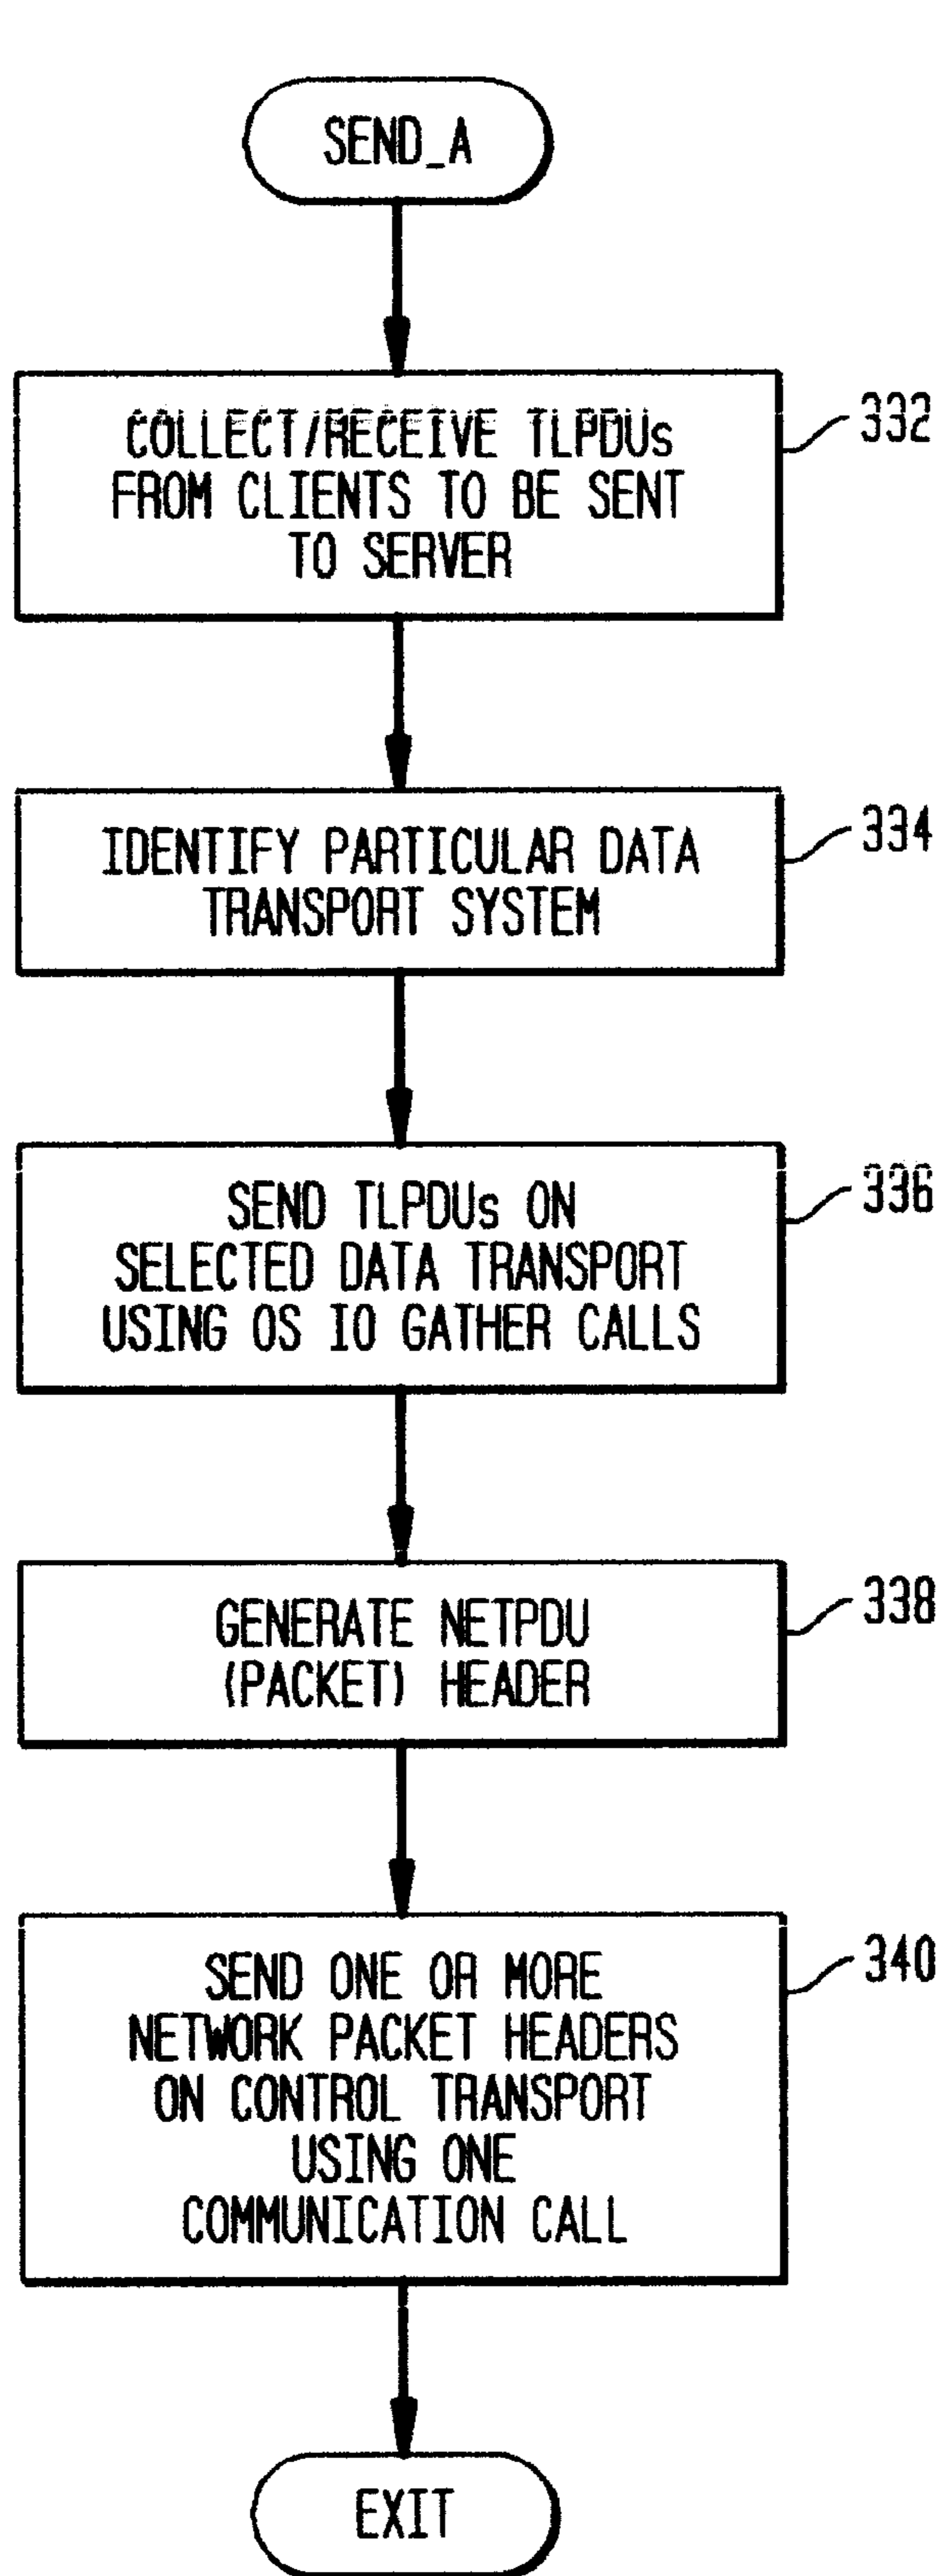 SEND_A
COLLECT/RECEIVE TLPDUs
FROM CLIENTS TO BE SENT
TO SERVER
332
IDENTIFY PARTICULAR DATA
TRANSPORT SYSTEM
334
SEND TLPDUs ON
SELECTED DATA TRANSPORT
USING OS IO GATHER CALLS
336
GENERATE NETPDU
(PACKET) HEADER
338
SEND ONE OR MORE
NETWORK PACKET HEADERS
ON CONTROL TRANSPORT
USING ONE
COMMUNICATION CALL
340
EXIT